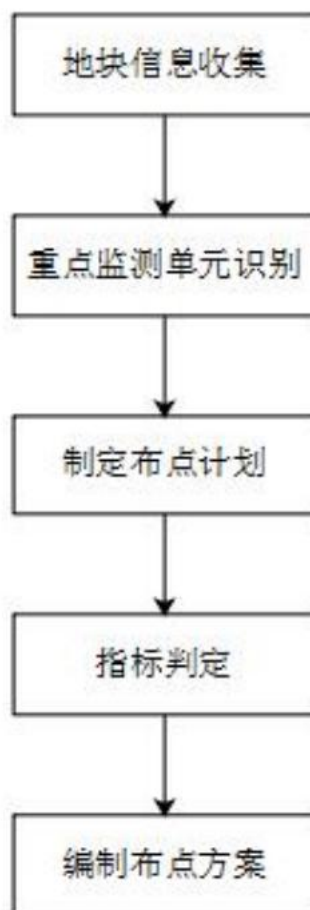 地块信息收集
重点监测单元识别
制定布点计划
指标判定
编制布点方案